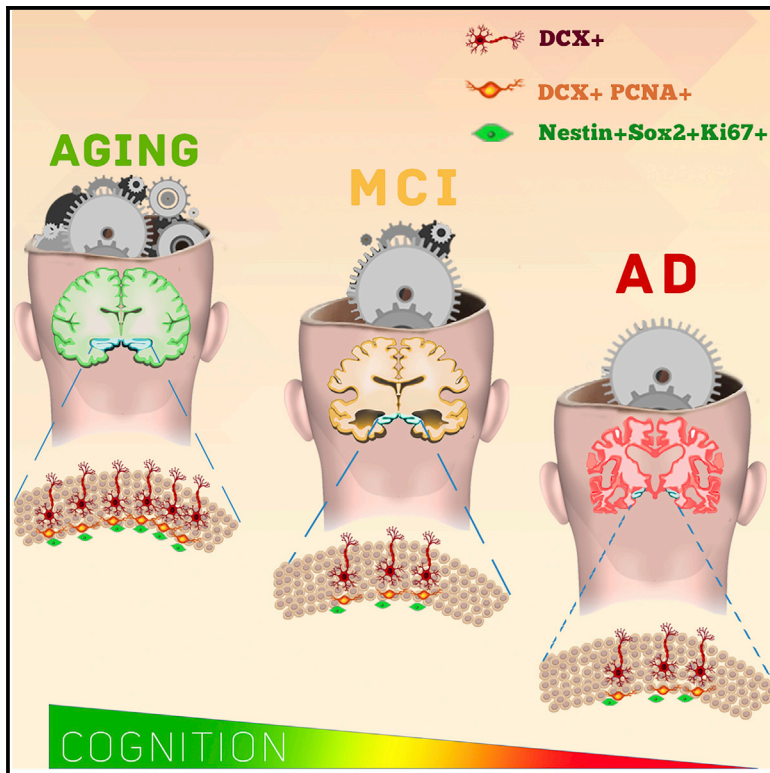 DCX+
DCX+ PCNA+
Nestin+Sox2+Ki67+
AGING
MCI
AD
COGNITION